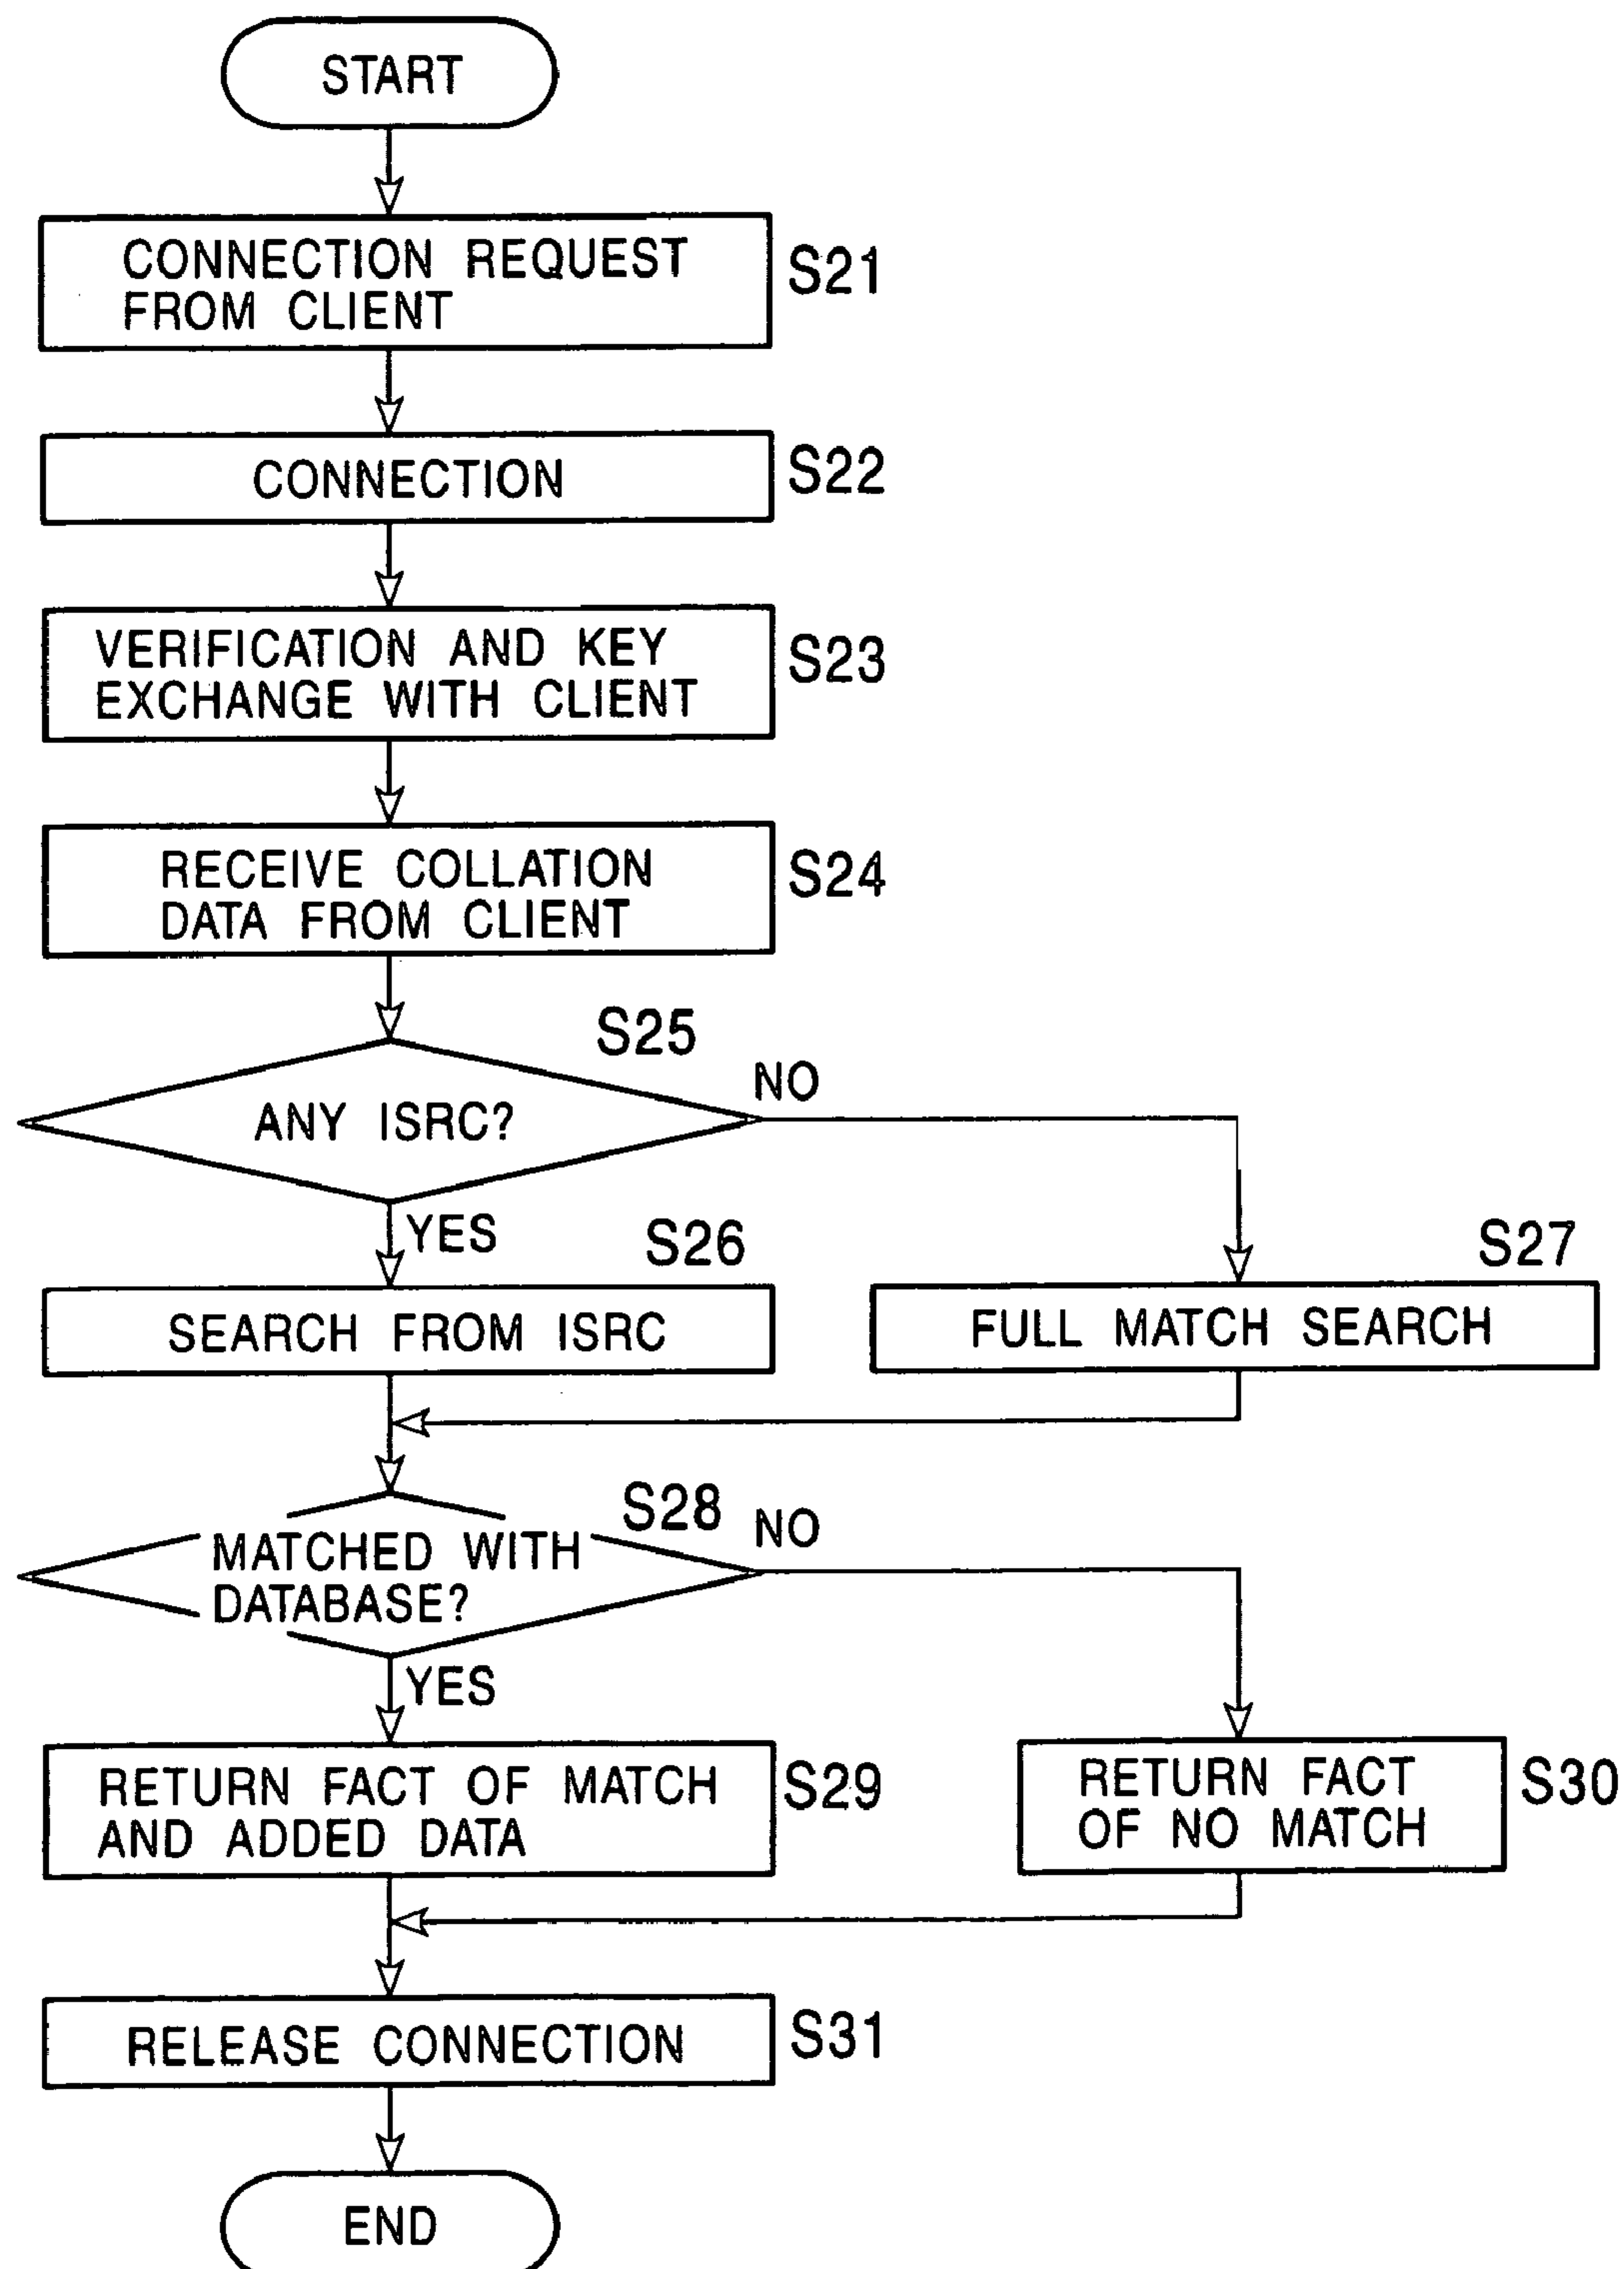 START
CONNECTION REQUEST
FROM CLIENT
S21
CONNECTION
S22
VERIFICATION AND KEY
EXCHANGE WITH CLIENT
S23
RECEIVE COLLATION
DATA FROM CLIENT
S24
S25
ANY ISRC?
NO
YES
S26
SEARCH FROM ISRC
S27
FULL MATCH SEARCH
S28
MATCHED WITH
DATABASE?
NO
YES
RETURN FACT OF MATCH
AND ADDED DATA
S29
RETURN FACT
OF NO MATCH
S30
RELEASE CONNECTION
S31
END